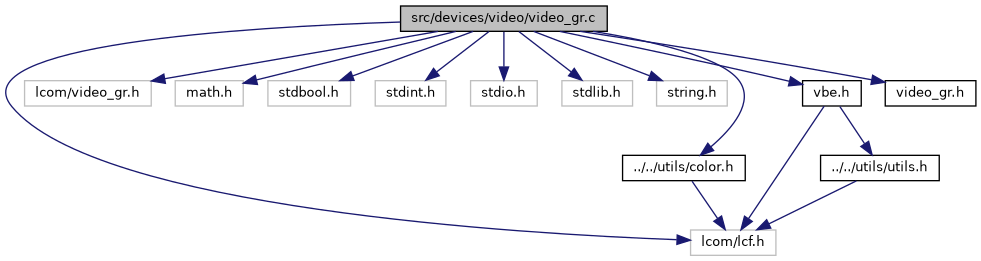 src/devices/video/video_gr.c
lcom/video_gr.h
math.h
stdbool.h
stdint.h
stdio.h
stdlib.h
string.h
vbe.h
video_gr.h
../../utils/color.h
../../utils/utils.h
lcom/lcf.h